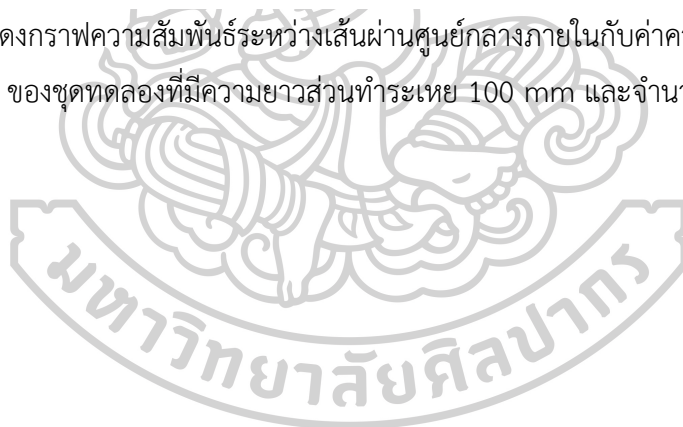 ดงกราฟความสัมพันธ์ระหว่างเส้นผ่านศูนย์กลางภายในกับค่าค
ของชุดทดลองที่มีความยาวส่วนทำระเหย 100 mm และจำนว
มหาวิทยาลัยศิลปากร